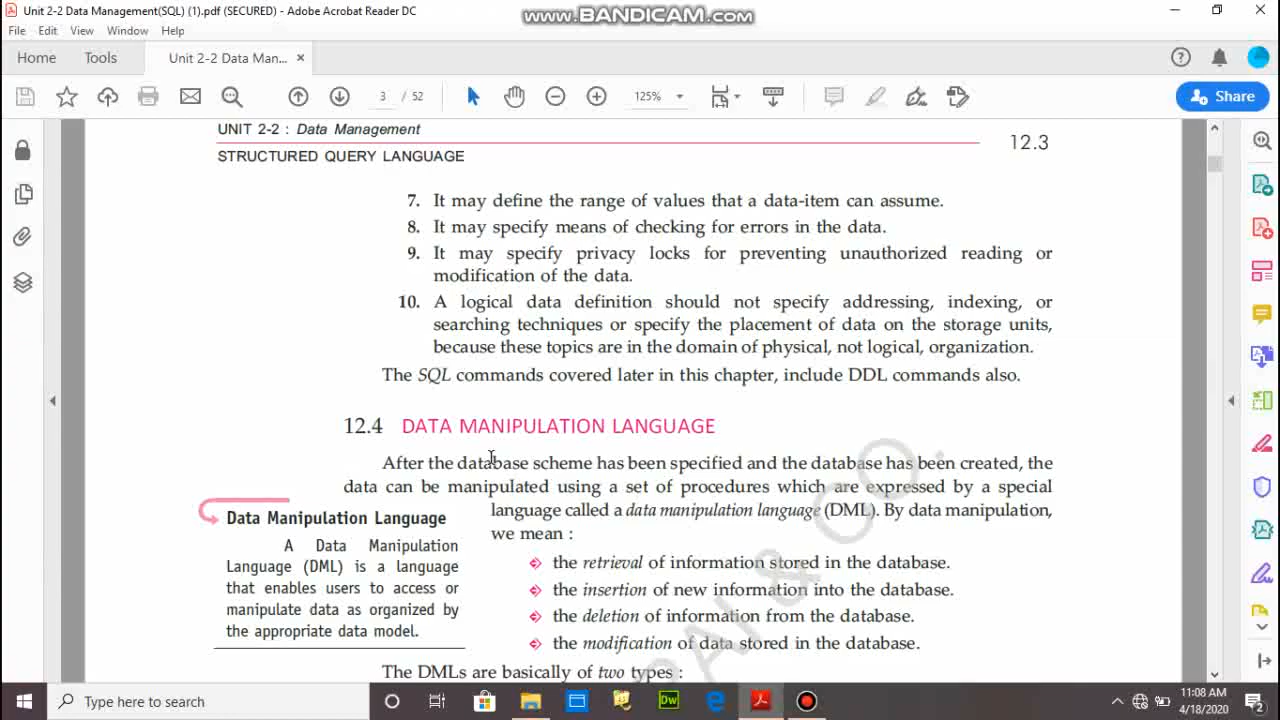 Unit 2-2 Data Management(SQL) (1).pdf (SECURED) - Adobe Acrobat Reader DC
www.BANDICAM.com
File Edit View Window Help
Home Tools Unit 2-2 Data Man... ×
3 / 52 125% Share
UNIT 2-2 : Data Management
12.3
STRUCTURED QUERY LANGUAGE
7. It may define the range of values that a data-item can assume.
8. It may specify means of checking for errors in the data.
9. It may specify privacy locks for preventing unauthorized reading or
modification of the data.
10. A logical data definition should not specify addressing, indexing, or
searching techniques or specify the placement of data on the storage units,
because these topics are in the domain of physical, not logical, organization.
The SQL commands covered later in this chapter, include DDL commands also.
12.4 DATA MANIPULATION LANGUAGE
After the database scheme has been specified and the database has been created, the
data can be manipulated using a set of procedures which are expressed by a special
language called a data manipulation language (DML). By data manipulation,
we mean :
Data Manipulation Language
A Data Manipulation
Language (DML) is a language
that enables users to access or
manipulate data as organized by
the appropriate data model.
the retrieval of information stored in the database.
the insertion of new information into the database.
the deletion of information from the database.
the modification of data stored in the database.
The DMLs are basically of two types :
PAI & CO.
Type here to search
Dw
11:08 AM
4/18/2020
2